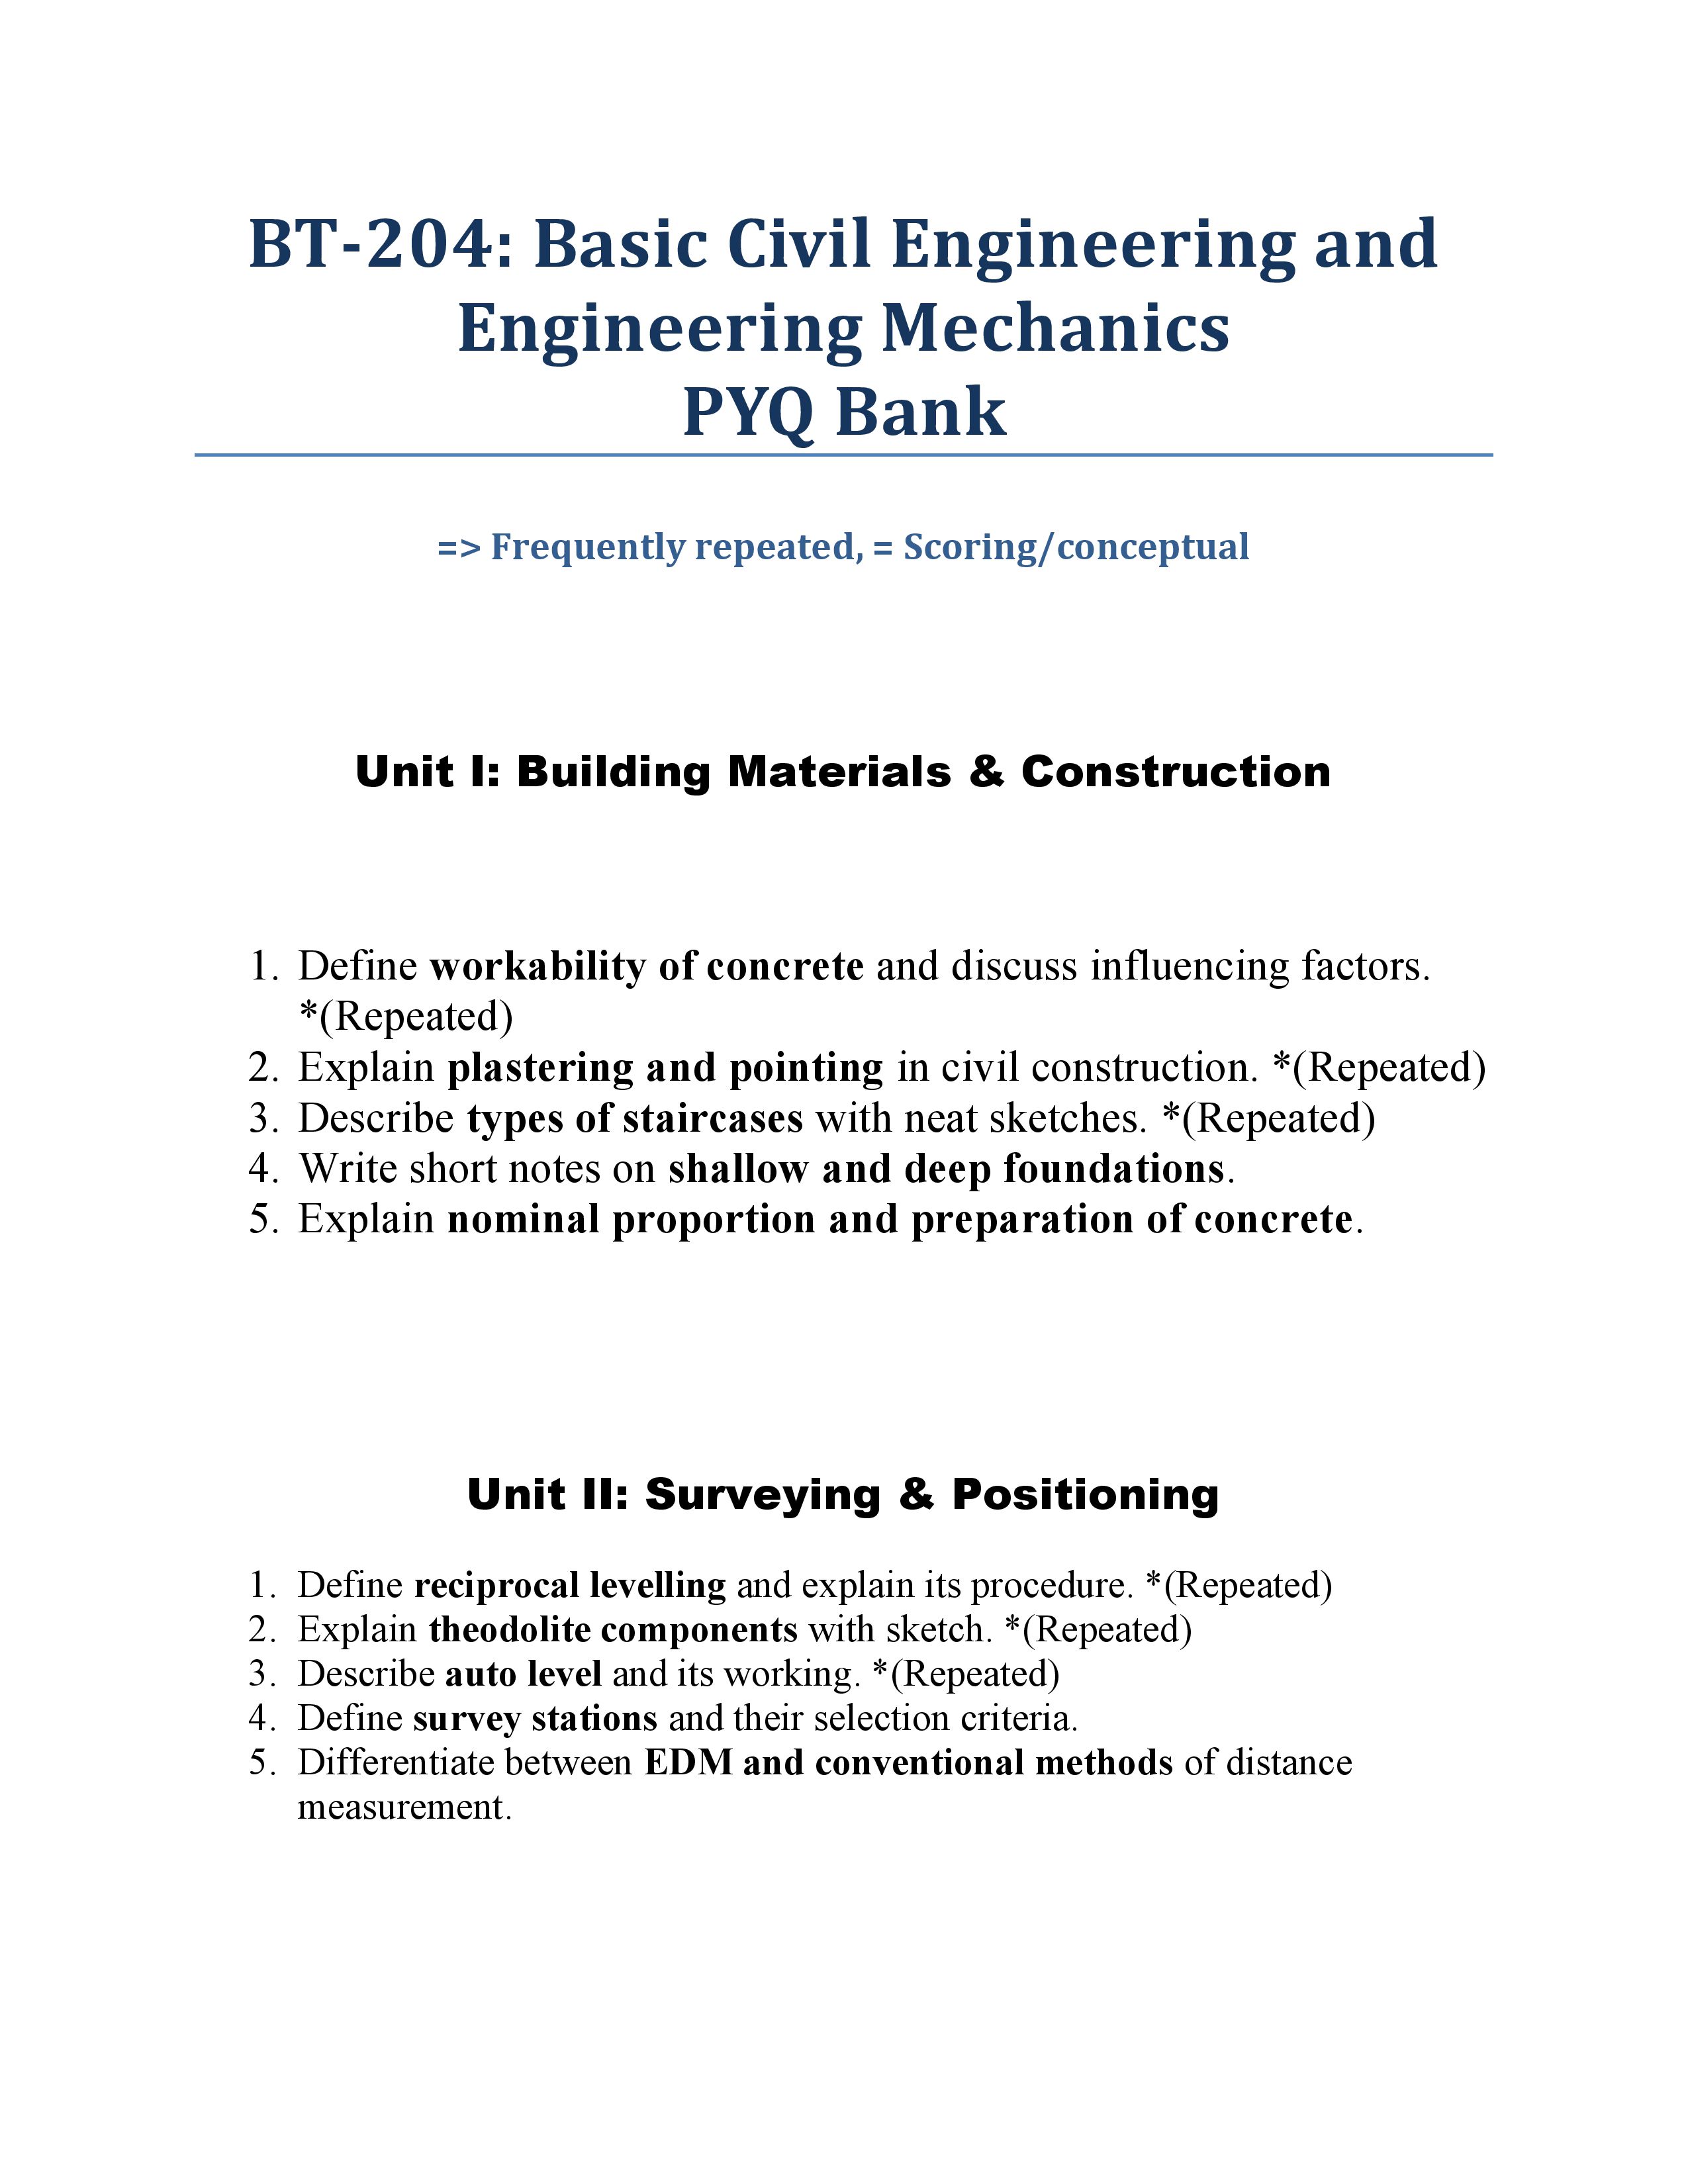 BT-204: Basic Civil Engineering and
Engineering Mechanics
PYQ Bank
=> Frequently repeated, = Scoring/conceptual
Unit I: Building Materials & Construction
1. Define workability of concrete and discuss influencing factors.
*(Repeated)
2. Explain plastering and pointing in civil construction. *(Repeated)
3. Describe types of staircases with neat sketches. *(Repeated)
4. Write short notes on shallow and deep foundations.
5. Explain nominal proportion and preparation of concrete.
Unit II: Surveying & Positioning
1. Define reciprocal levelling and explain its procedure. *(Repeated)
2. Explain theodolite components with sketch. *(Repeated)
3. Describe auto level and its working. *(Repeated)
4. Define survey stations and their selection criteria.
5. Differentiate between EDM and conventional methods of distance
measurement.